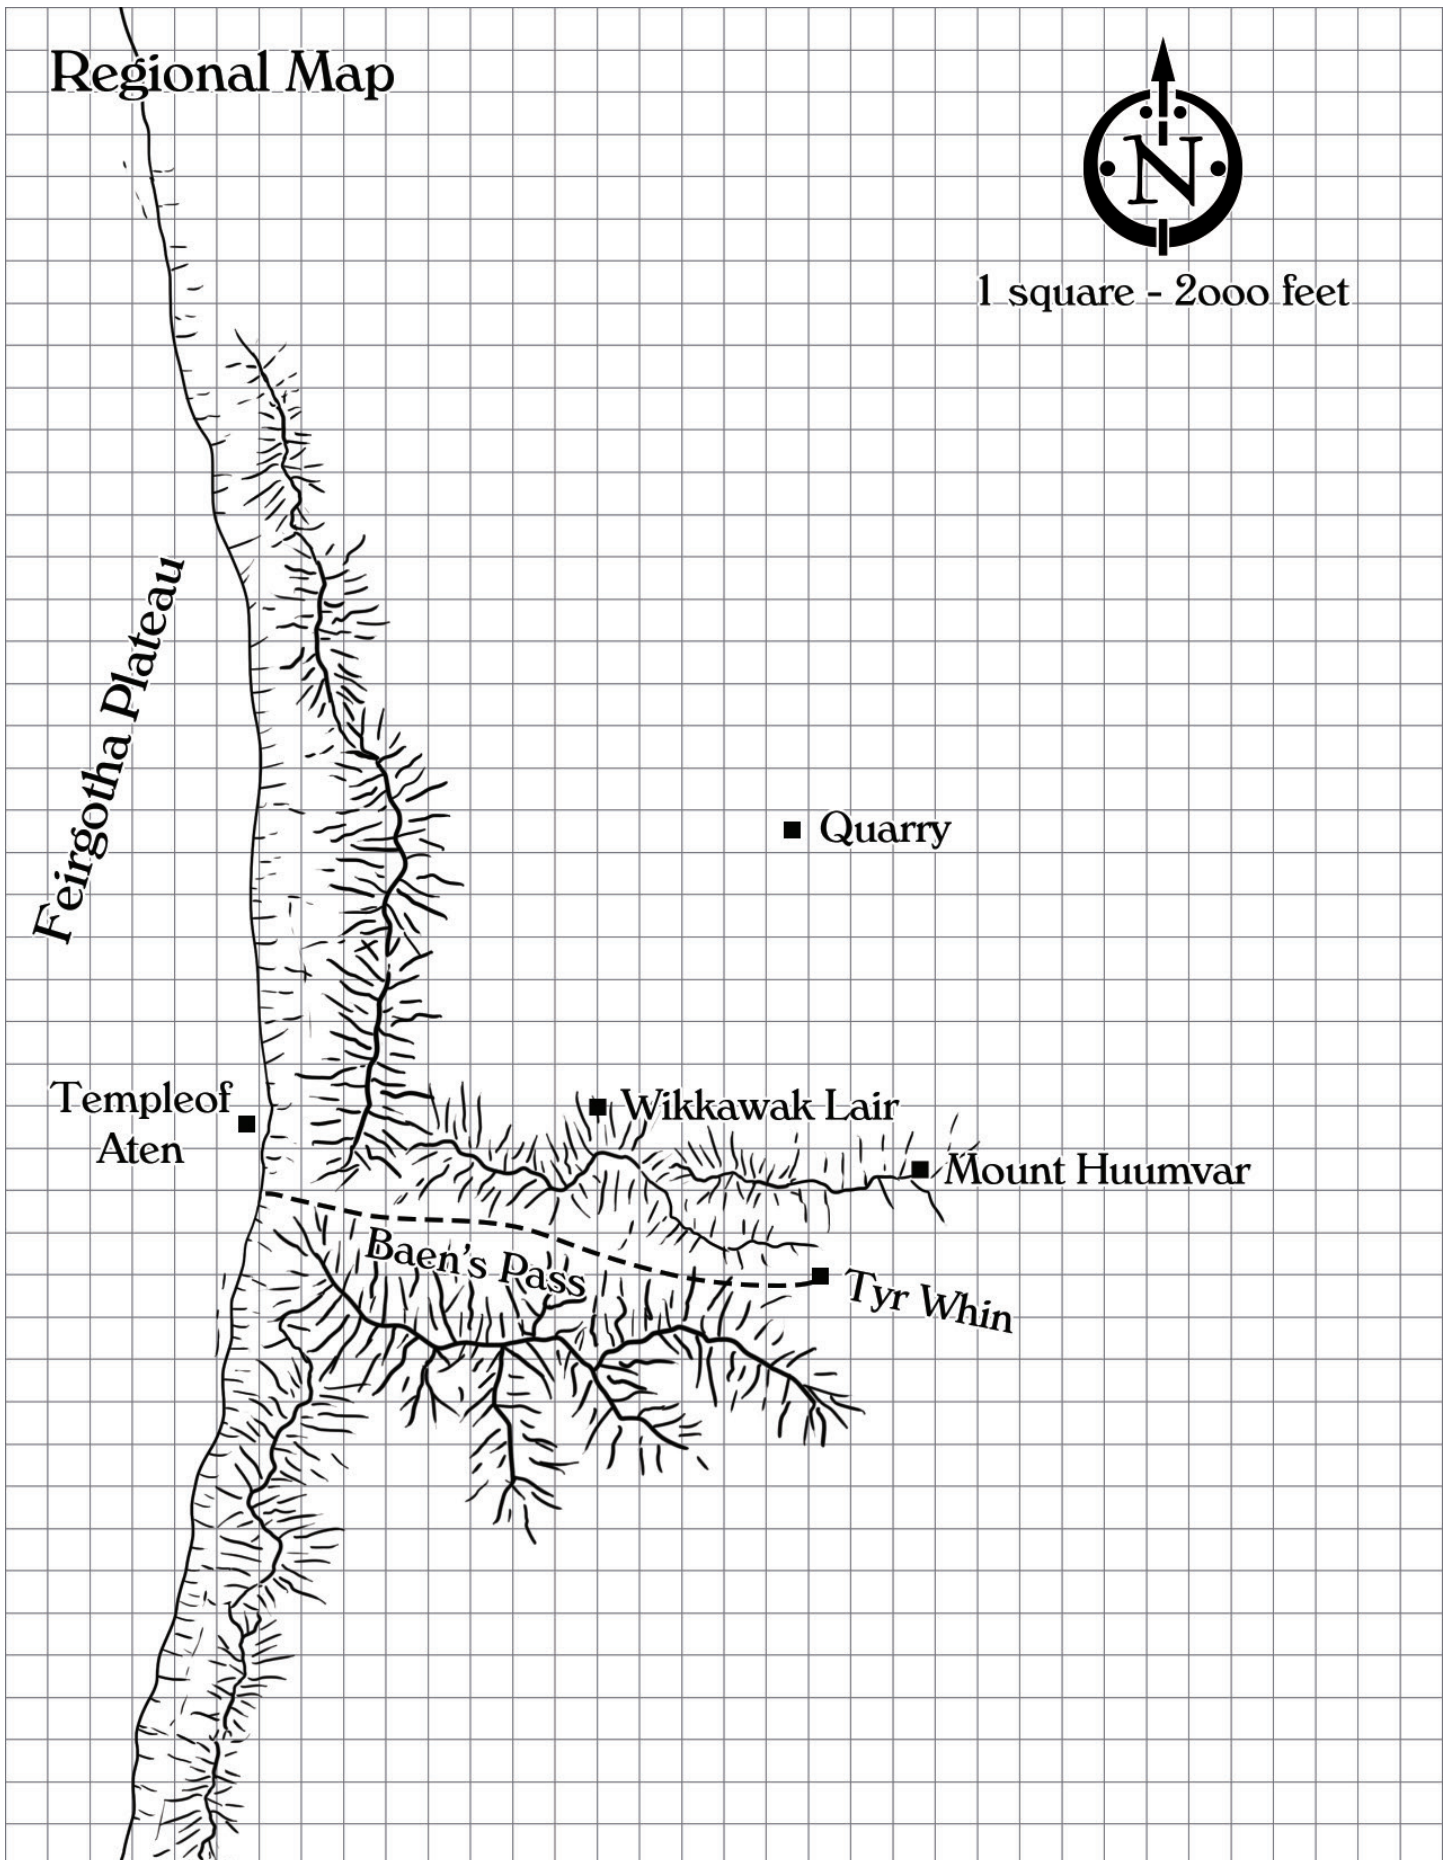 Regional Map
N
1 square - 2000 feet
Feirgotha Plateau
Quarry
Templeof
Aten
Wikkawak Lair
Mount Huumvar
Baen's Pass
Tyr Whin